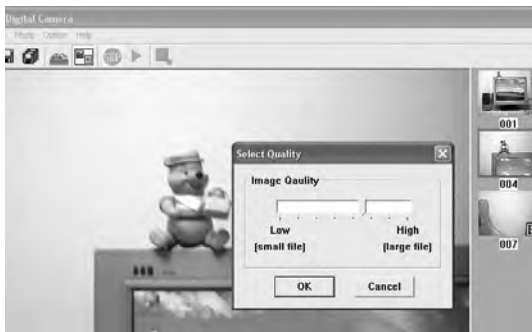 Digital Camera
Mode Option Help
Select Quality
Image Qaulity
Low High
[small file] [large file]
OK Cancel
001
004
007